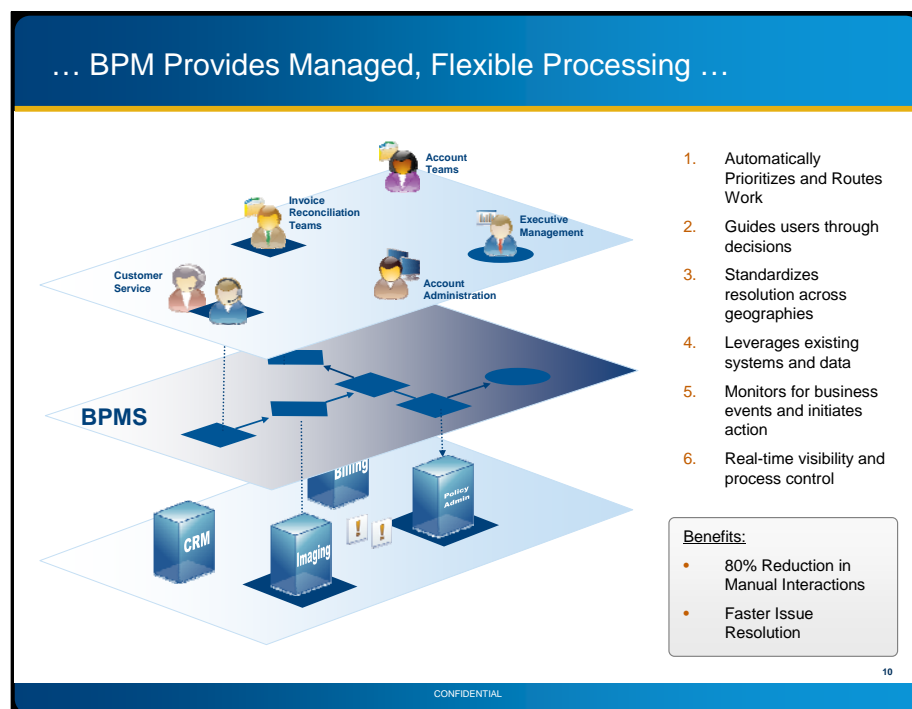 … BPM Provides Managed, Flexible Processing …
Account
Teams
Invoice
Reconciliation
Teams
Executive
Management
Customer
Service
Account
Administration
BPMS
Billing
Policy
Admin
CRM
Imaging
!
!
1. Automatically
Prioritizes and Routes
Work
2. Guides users through
decisions
3. Standardizes
resolution across
geographies
4. Leverages existing
systems and data
5. Monitors for business
events and initiates
action
6. Real-time visibility and
process control
Benefits:
• 80% Reduction in
Manual Interactions
• Faster Issue
Resolution
10
CONFIDENTIAL